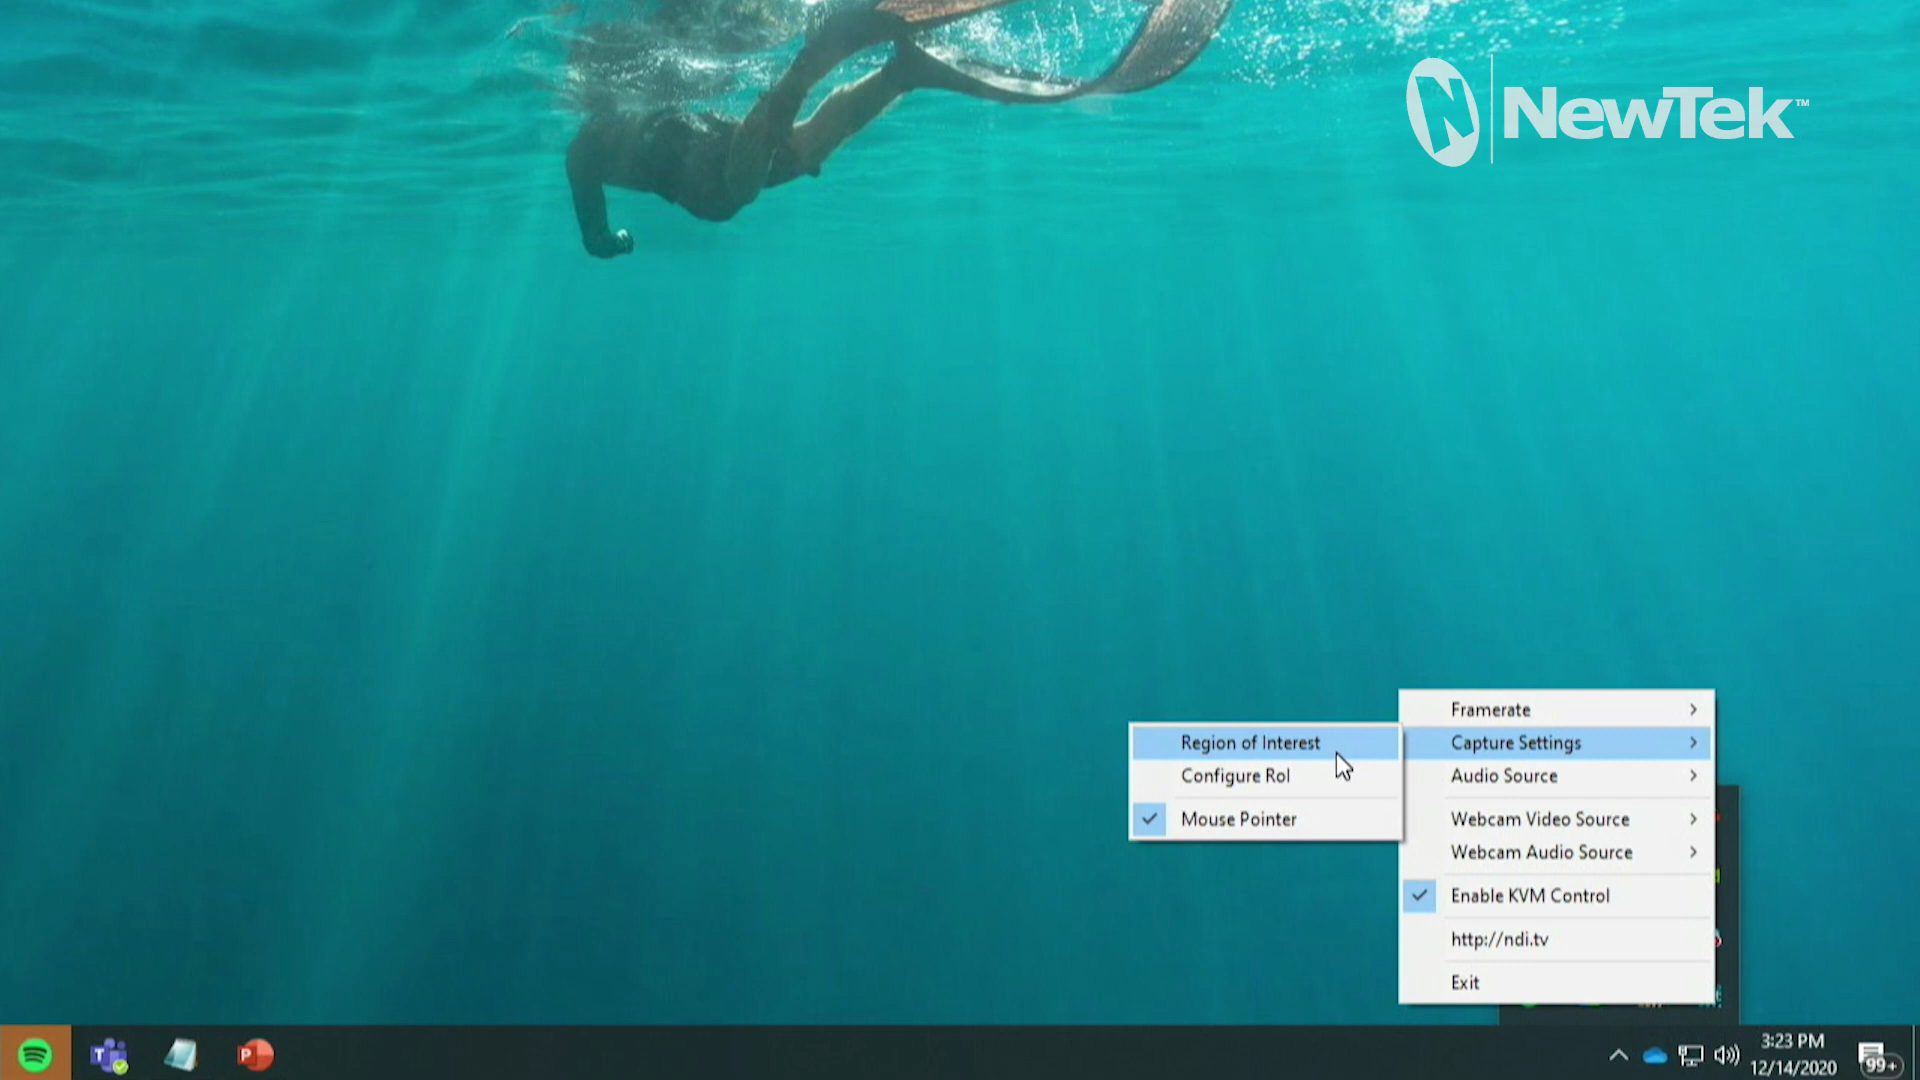 NewTek™
Framerate
Capture Settings
Audio Source
Webcam Video Source
Webcam Audio Source
Enable KVM Control
http://ndi.tv
Exit
Region of Interest
Configure RoI
Mouse Pointer
T
P
3:23 PM
12/14/2020
99+